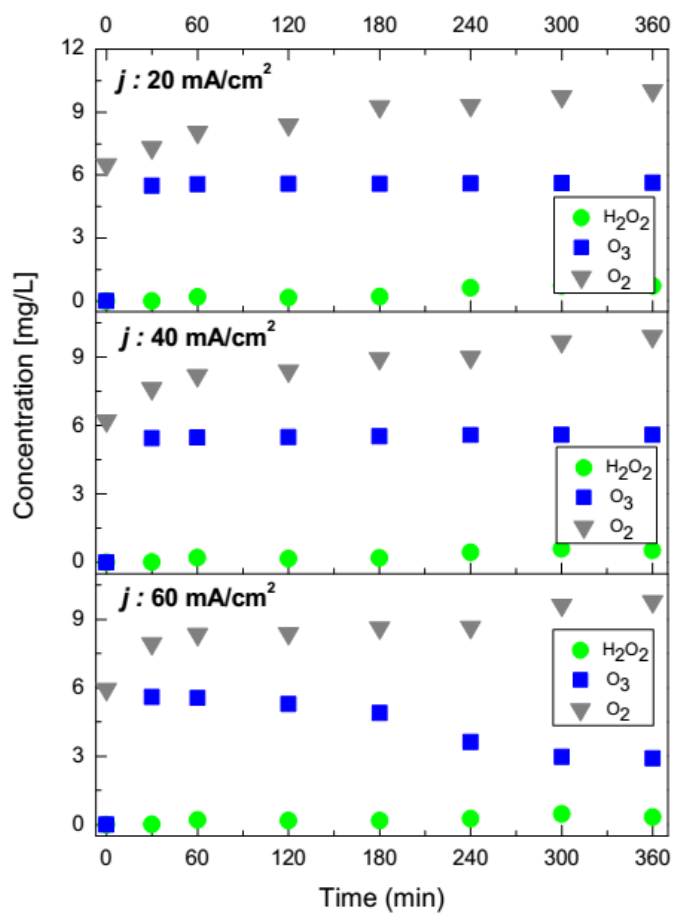 0 60 120 180 240 300 360
12
j : 20 mA/cm²
9
6
H₂O₂
3
O₃
O₂
0
j : 40 mA/cm²
9
6
H₂O₂
3
O₃
O₂
0
j : 60 mA/cm²
9
H₂O₂
6
O₃
O₂
3
0
0 60 120 180 240 300 360
Time (min)
Concentration [mg/L]